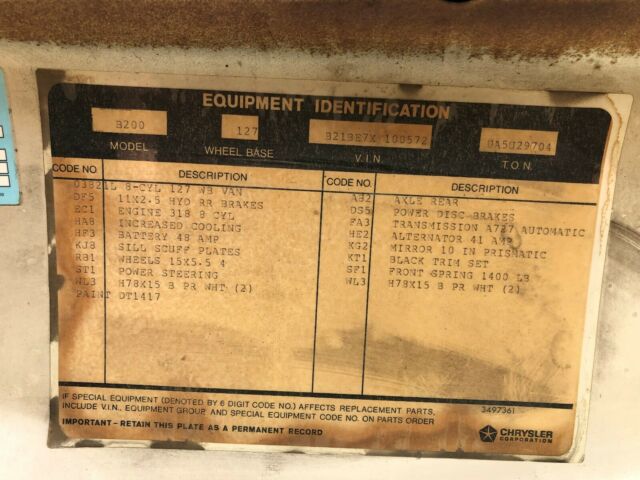 EQUIPMENT IDENTIFICATION
B200 127 B21BE7X 100572 0A5029704
MODEL WHEEL BASE V.I.N. T.O.N.
CODE NO DESCRIPTION CODE NO. DESCRIPTION
8-CYL 127 WB VAN
DF5 11X2.5 HYD RR BRAKES
EC1 ENGINE 318 8 CYL
HA8 INCREASED COOLING
HF3 BATTERY 48 AMP
KJ8 SILL SCUFF PLATES
RB1 WHEELS 15X5.5 4
ST1 POWER STEERING
WL3 H78X15 B PR WHT (2)
PAINT DT1417
AB2 AXLE REAR
DS5 POWER DISC BRAKES
FA3 TRANSMISSION A727 AUTOMATIC
HE2 ALTERNATOR 41 AMP
KG2 MIRROR 10 IN PRISMATIC
KT1 BLACK TRIM SET
SF1 FRONT SPRING 1400 LB
WL3 H78X15 B PR WHT (2)
IF SPECIAL EQUIPMENT (DENOTED BY 6 DIGIT CODE NO.) AFFECTS REPLACEMENT PARTS,
INCLUDE V.I.N., EQUIPMENT GROUP, AND SPECIAL EQUIPMENT CODE NO. ON PARTS ORDER
IMPORTANT - RETAIN THIS PLATE AS A PERMANENT RECORD
3497361
CHRYSLER
CORPORATION